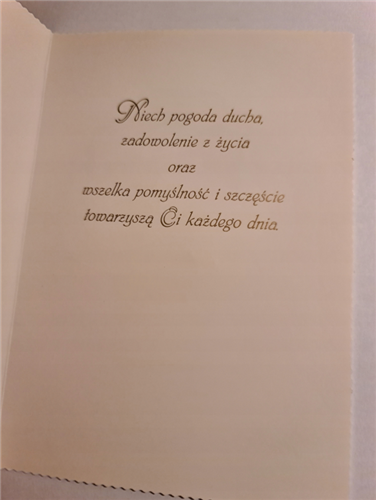 Niech pogoda ducha,
zadowolenie z życia
oraz
wszelka pomyślność i szczęście
towarzyszą Ci każdego dnia.